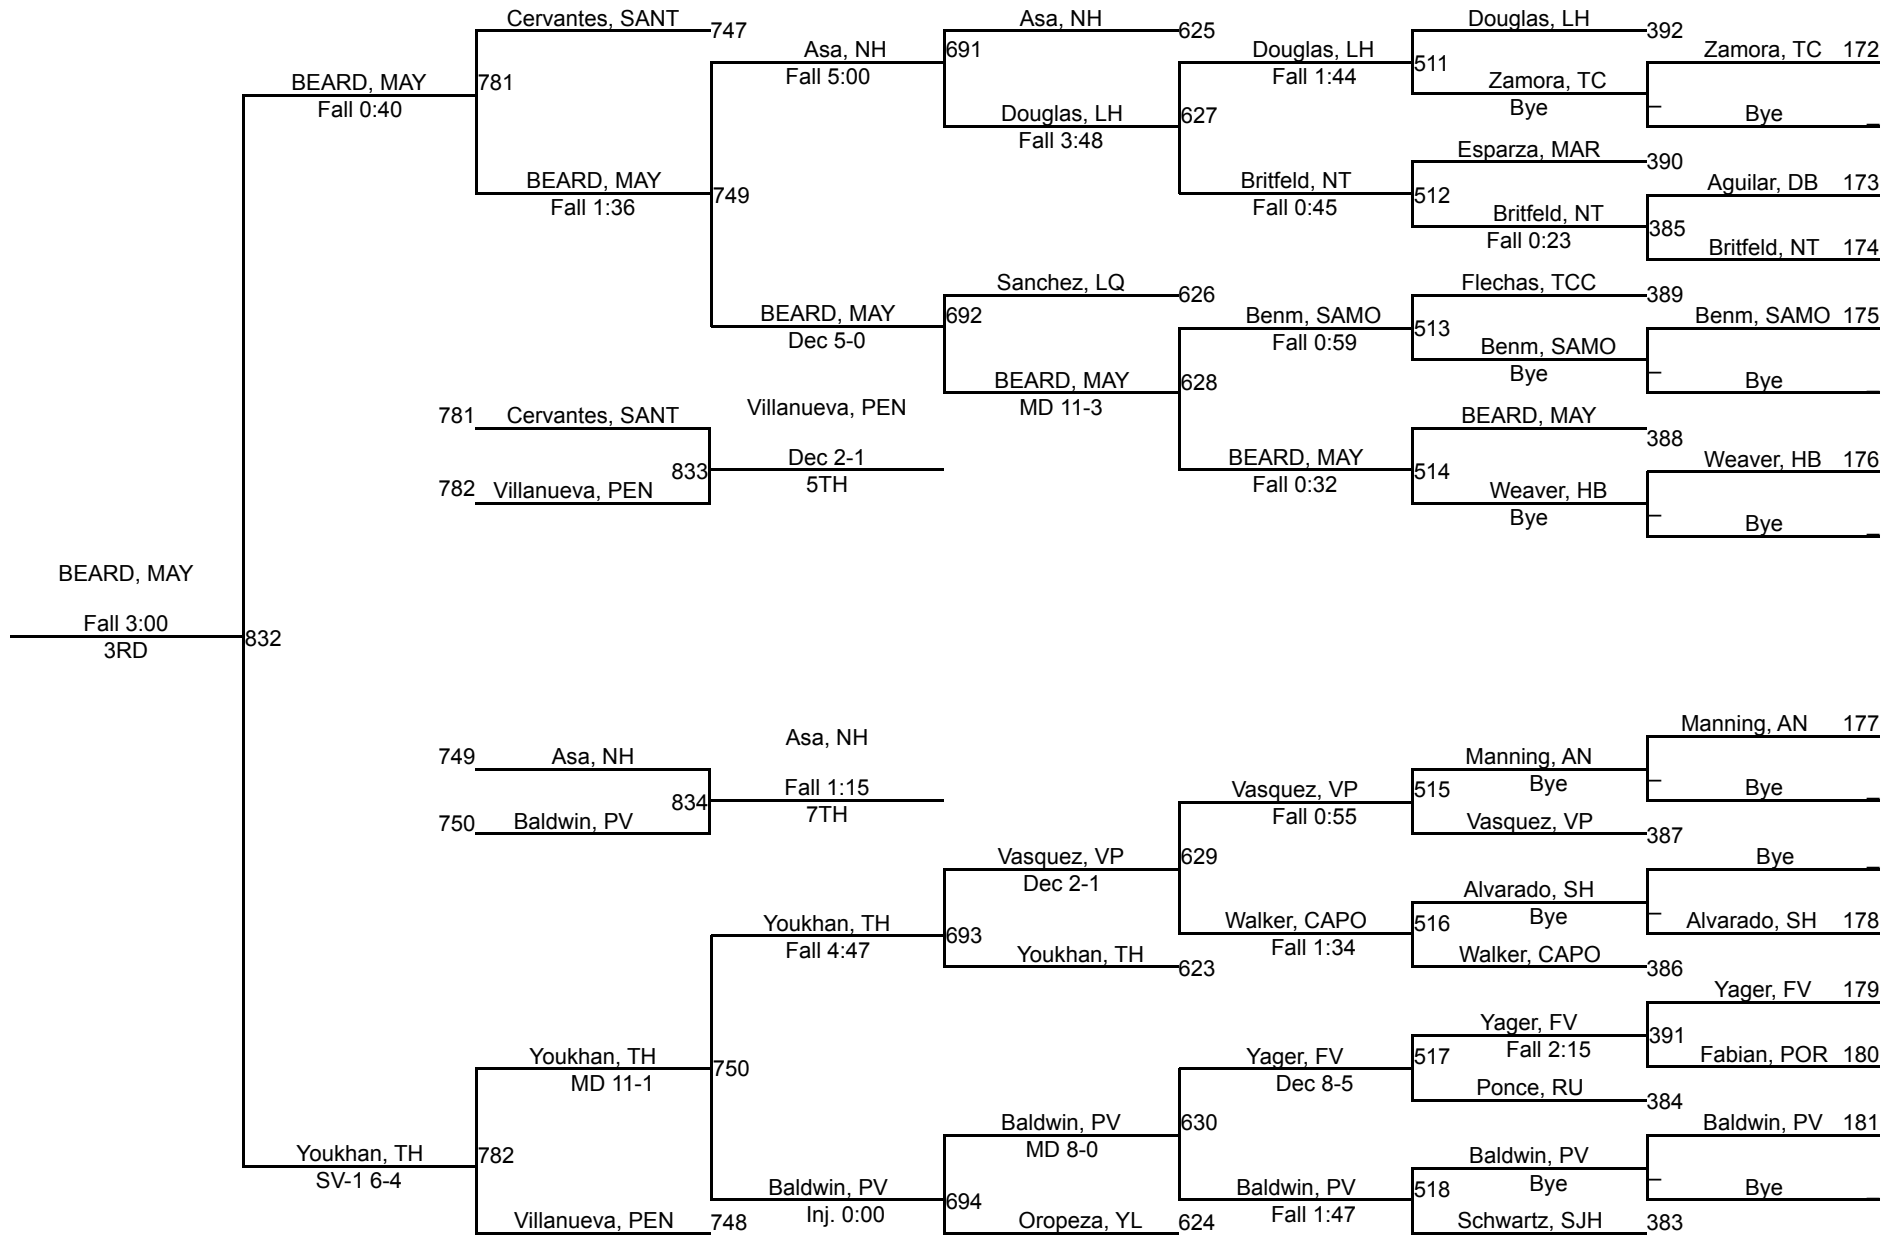 Cervantes, SANT 747
Asa, NH 625
Douglas, LH 392
Asa, NH
Fall 5:00
691
Douglas, LH
Fall 1:44
511
Zamora, TC 172
BEARD, MAY
Fall 0:40
781
Zamora, TC
Bye
_
Bye _
Douglas, LH
Fall 3:48
627
Esparza, MAR 390
BEARD, MAY
Fall 1:36
749
Britfeld, NT
Fall 0:45
512
Aguilar, DB 173
Britfeld, NT
Fall 0:23
385
Britfeld, NT 174
Sanchez, LQ 626
Flechas, TCC 389
BEARD, MAY
Dec 5-0
692
Benm, SAMO
Fall 0:59
513
Benm, SAMO 175
Benm, SAMO
Bye
_
Bye _
BEARD, MAY
MD 11-3
628
781 Cervantes, SANT
Villanueva, PEN
Dec 2-1
5TH
833
782 Villanueva, PEN
BEARD, MAY 388
BEARD, MAY
Fall 0:32
514
Weaver, HB 176
Weaver, HB
Bye
_
Bye _
BEARD, MAY
Fall 3:00
3RD
832
749 Asa, NH
Asa, NH
Fall 1:15
7TH
834
750 Baldwin, PV
Manning, AN 177
Manning, AN
Bye
_
Bye _
Vasquez, VP
Fall 0:55
515
Vasquez, VP 387
Vasquez, VP
Dec 2-1
629
Bye _
Alvarado, SH
Bye
_
Alvarado, SH 178
Youkhan, TH
Fall 4:47
693
Walker, CAPO
Fall 1:34
516
Walker, CAPO 386
Youkhan, TH 623
Yager, FV 179
Yager, FV
Fall 2:15
391
Fabian, POR 180
Youkhan, TH
MD 11-1
750
Yager, FV
Dec 8-5
517
Ponce, RU 384
Baldwin, PV
MD 8-0
630
Baldwin, PV 181
Youkhan, TH
SV-1 6-4
782
Baldwin, PV
Bye
_
Bye _
Baldwin, PV
Inj. 0:00
694
Baldwin, PV
Fall 1:47
518
Villanueva, PEN 748
Oropeza, YL 624
Schwartz, SJH 383